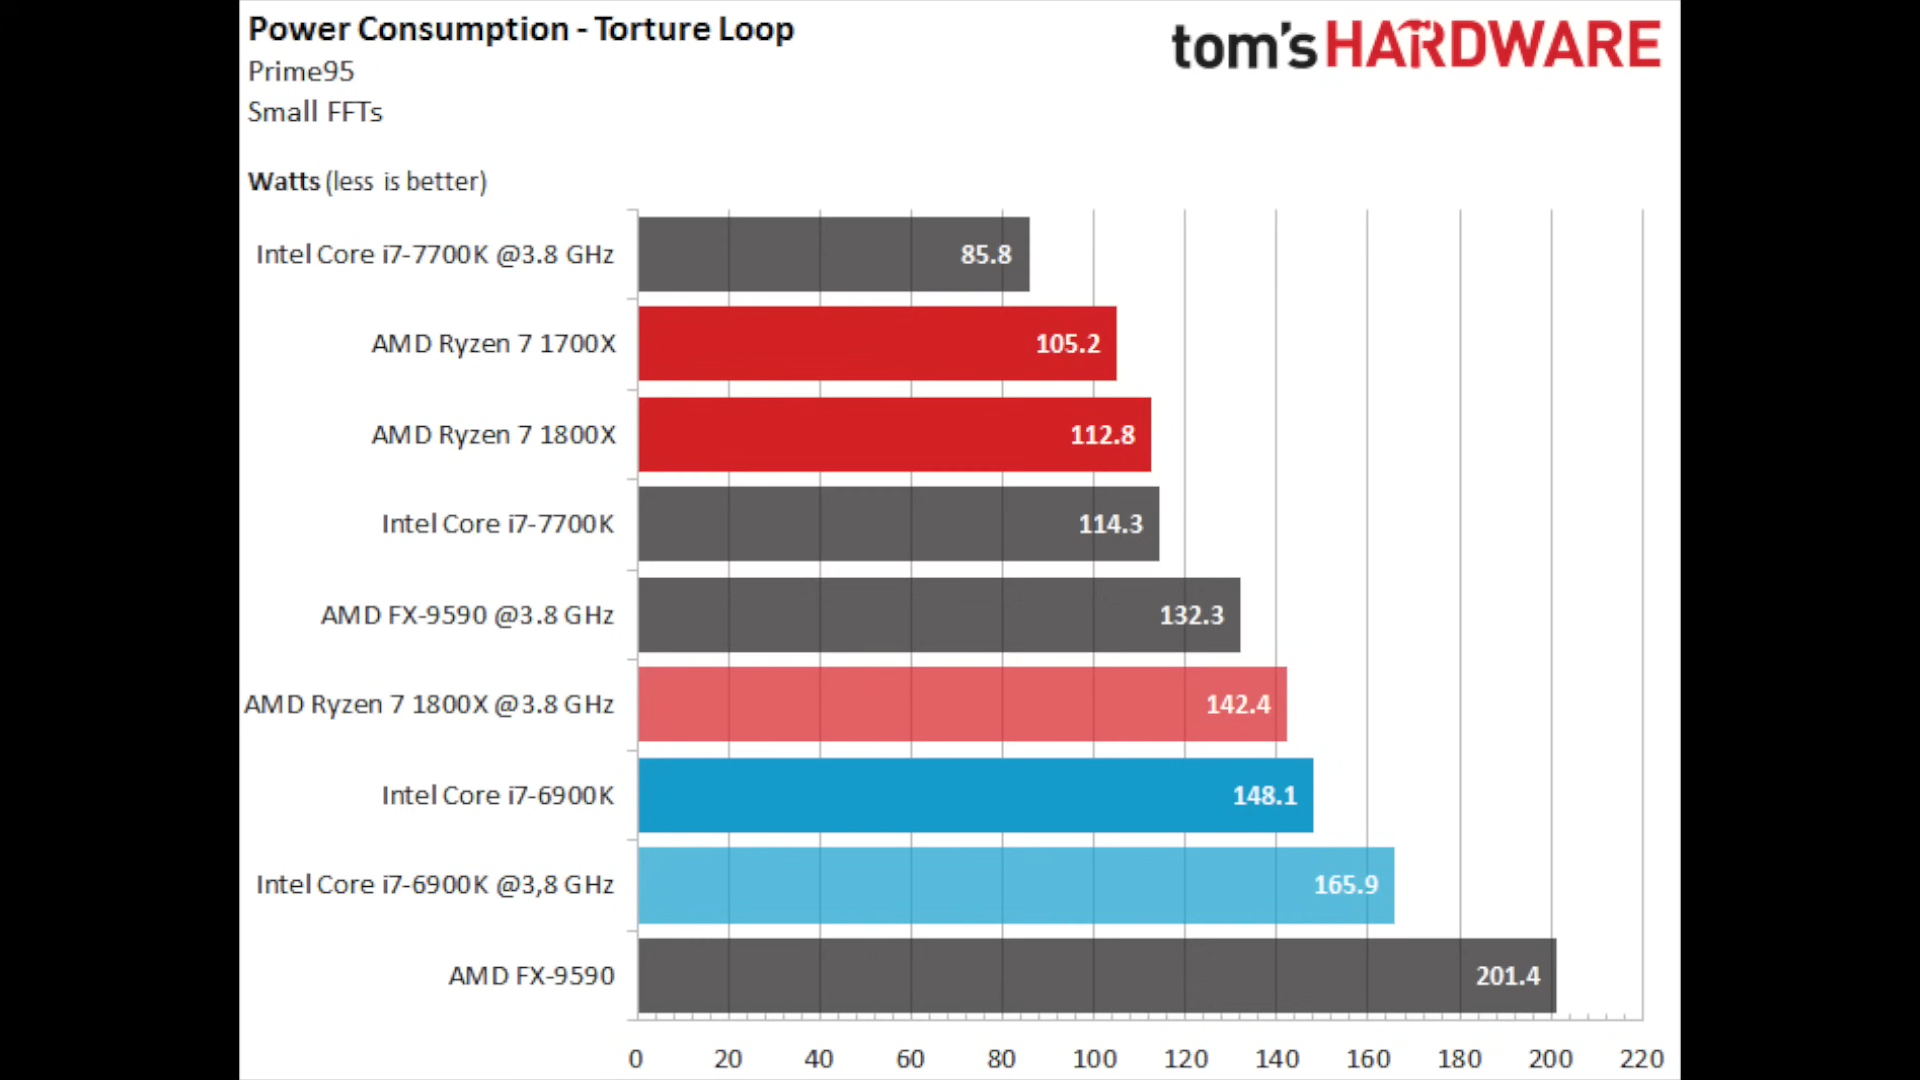 Power Consumption - Torture Loop
tom's HARDWARE
Prime95
Small FFTs
Watts (less is better)
Intel Core i7-7700K @3.8 GHz 85.8
AMD Ryzen 7 1700X 105.2
AMD Ryzen 7 1800X 112.8
Intel Core i7-7700K 114.3
AMD FX-9590 @3.8 GHz 132.3
AMD Ryzen 7 1800X @3.8 GHz 142.4
Intel Core i7-6900K 148.1
Intel Core i7-6900K @3,8 GHz 165.9
AMD FX-9590 201.4
0 20 40 60 80 100 120 140 160 180 200 220